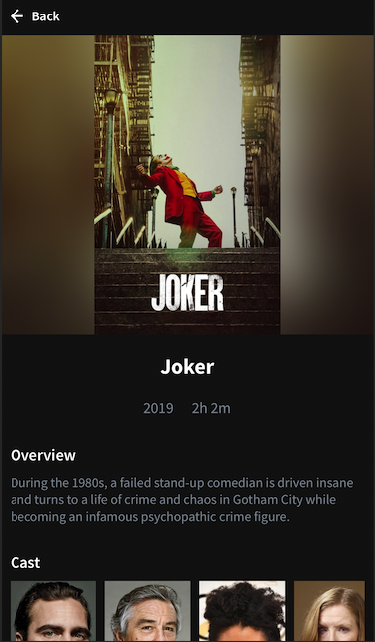 Back
JOKER
Joker
2019 2h 2m
Overview
During the 1980s, a failed stand-up comedian is driven insane
and turns to a life of crime and chaos in Gotham City while
becoming an infamous psychopathic crime figure.
Cast